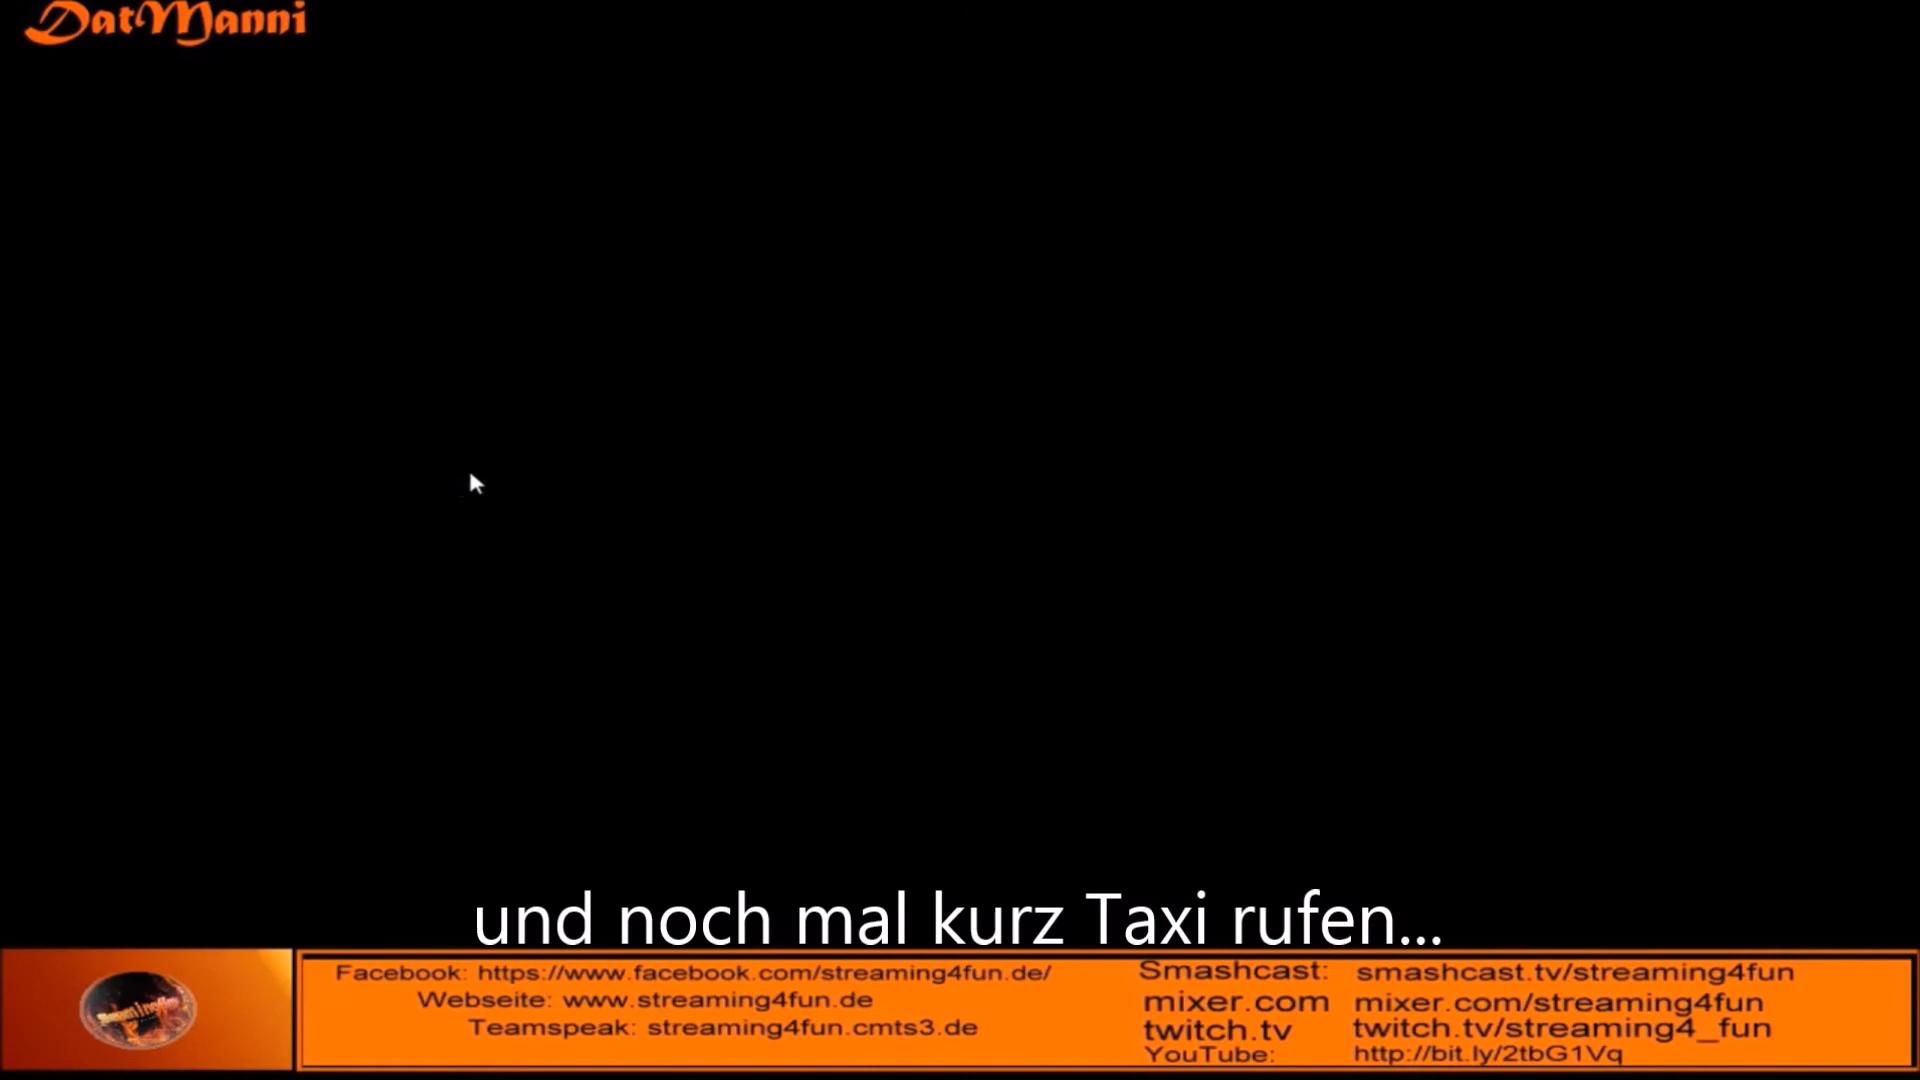 DatManni
und noch mal kurz Taxi rufen...
Facebook: https://www.facebook.com/streaming4fun.de/
Webseite: www.streaming4fun.de
Teamspeak: streaming4fun.cmts3.de
Smashcast: smashcast.tv/streaming4fun
mixer.com mixer.com/streaming4fun
twitch.tv twitch.tv/streaming4_fun
YouTube: http://bit.ly/2tbG1Vq